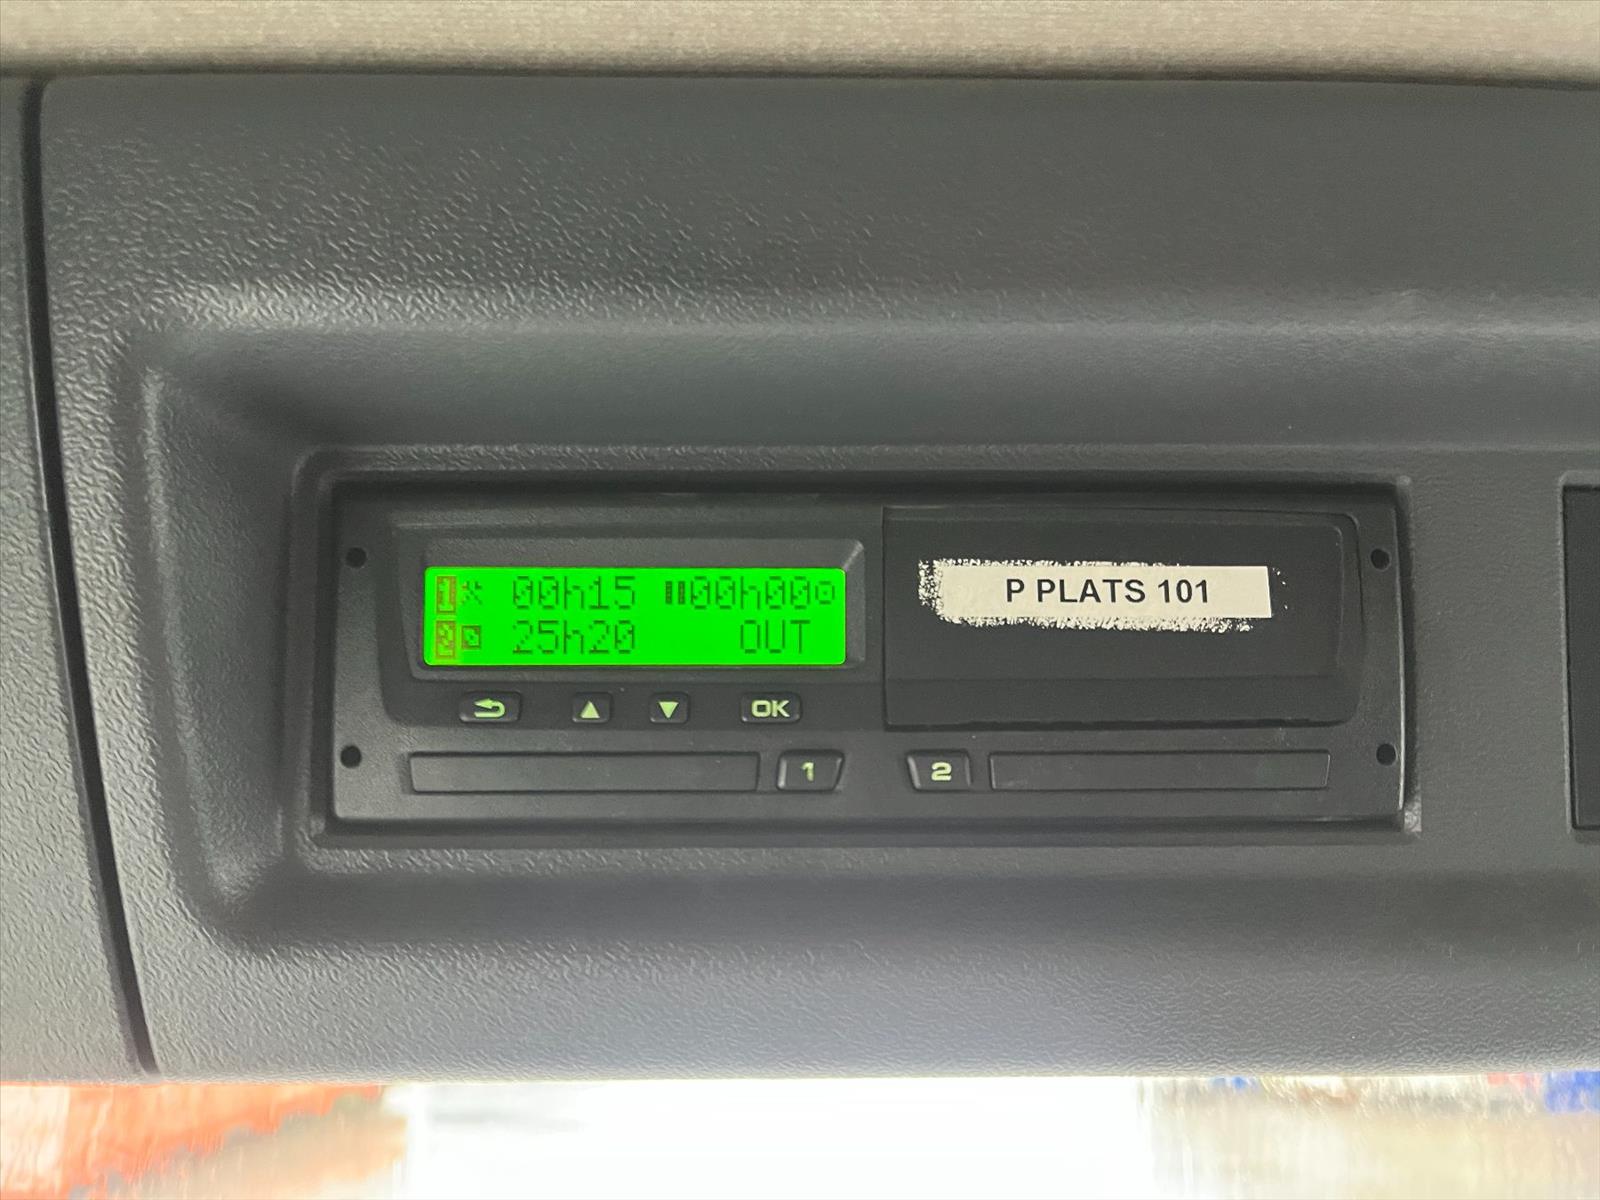 1 00h15 00h00
2 25h20 OUT
P PLATS 101
OK
1 2